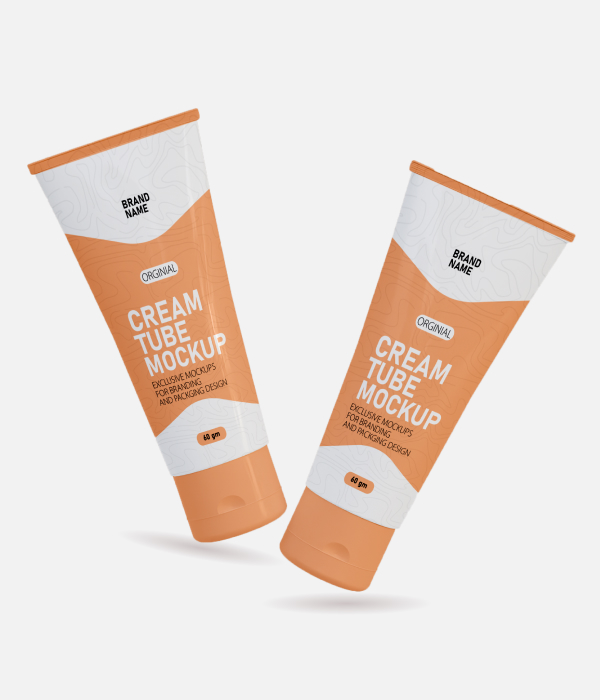 BRAND
NAME
ORGINIAL
CREAM
TUBE
MOCKUP
EXCLUSIVE MOCKUPS
FOR BRANDING
AND PACKGING DESIGN
60 gm
BRAND
NAME
ORGINIAL
CREAM
TUBE
MOCKUP
EXCLUSIVE MOCKUPS
FOR BRANDING
AND PACKGING DESIGN
60 gm